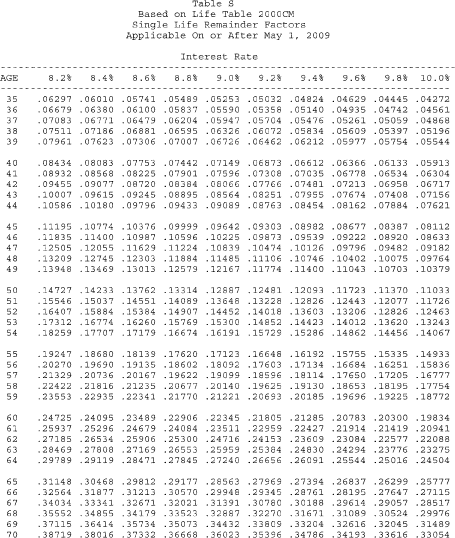 Table S
Based on Life Table 2000CM
Single Life Remainder Factors
Applicable On or After May 1, 2009
Interest Rate
AGE 8.2% 8.4% 8.6% 8.8% 9.0% 9.2% 9.4% 9.6% 9.8% 10.0%
35 .06297 .06010 .05741 .05489 .05253 .05032 .04824 .04629 .04445 .04272
36 .06679 .06380 .06100 .05837 .05590 .05358 .05140 .04935 .04742 .04561
37 .07083 .06771 .06479 .06204 .05947 .05704 .05476 .05261 .05059 .04868
38 .07511 .07186 .06881 .06595 .06326 .06072 .05834 .05609 .05397 .05196
39 .07961 .07623 .07306 .07007 .06726 .06462 .06212 .05977 .05754 .05544
40 .08434 .08083 .07753 .07442 .07149 .06873 .06612 .06366 .06133 .05913
41 .08932 .08568 .08225 .07901 .07596 .07308 .07035 .06778 .06534 .06304
42 .09455 .09077 .08720 .08384 .08066 .07766 .07481 .07213 .06958 .06717
43 .10007 .09615 .09245 .08895 .08564 .08251 .07955 .07674 .07408 .07156
44 .10586 .10180 .09796 .09433 .09089 .08763 .08454 .08162 .07884 .07621
45 .11195 .10774 .10376 .09999 .09642 .09303 .08982 .08677 .08387 .08112
46 .11835 .11400 .10987 .10596 .10225 .09873 .09539 .09222 .08920 .08633
47 .12505 .12055 .11629 .11224 .10839 .10474 .10126 .09796 .09482 .09182
48 .13209 .12745 .12303 .11884 .11485 .11106 .10746 .10402 .10075 .09764
49 .13948 .13469 .13013 .12579 .12167 .11774 .11400 .11043 .10703 .10379
50 .14727 .14233 .13762 .13314 .12887 .12481 .12093 .11723 .11370 .11033
51 .15546 .15037 .14551 .14089 .13648 .13228 .12826 .12443 .12077 .11726
52 .16407 .15884 .15384 .14907 .14452 .14018 .13603 .13206 .12826 .12463
53 .17312 .16774 .16260 .15769 .15300 .14852 .14423 .14012 .13620 .13243
54 .18259 .17707 .17179 .16674 .16191 .15729 .15286 .14862 .14456 .14067
55 .19247 .18680 .18139 .17620 .17123 .16648 .16192 .15755 .15335 .14933
56 .20270 .19690 .19135 .18602 .18092 .17603 .17134 .16684 .16251 .15836
57 .21329 .20736 .20167 .19622 .19099 .18596 .18114 .17650 .17205 .16777
58 .22422 .21816 .21235 .20677 .20140 .19625 .19130 .18653 .18195 .17754
59 .23553 .22935 .22341 .21770 .21221 .20693 .20185 .19696 .19225 .18772
60 .24725 .24095 .23489 .22906 .22345 .21805 .21285 .20783 .20300 .19834
61 .25937 .25296 .24679 .24084 .23511 .22959 .22427 .21914 .21419 .20941
62 .27185 .26534 .25906 .25300 .24716 .24153 .23609 .23084 .22577 .22088
63 .28469 .27808 .27169 .26553 .25959 .25384 .24830 .24294 .23776 .23275
64 .29789 .29119 .28471 .27845 .27240 .26656 .26091 .25544 .25016 .24504
65 .31148 .30468 .29812 .29177 .28563 .27969 .27394 .26837 .26299 .25777
66 .32564 .31877 .31213 .30570 .29948 .29345 .28761 .28195 .27647 .27115
67 .34034 .33341 .32671 .32021 .31391 .30780 .30188 .29614 .29057 .28517
68 .35552 .34855 .34179 .33523 .32887 .32270 .31671 .31089 .30524 .29976
69 .37115 .36414 .35734 .35073 .34432 .33809 .33204 .32616 .32045 .31489
70 .38719 .38016 .37332 .36668 .36023 .35396 .34786 .34193 .33616 .33054